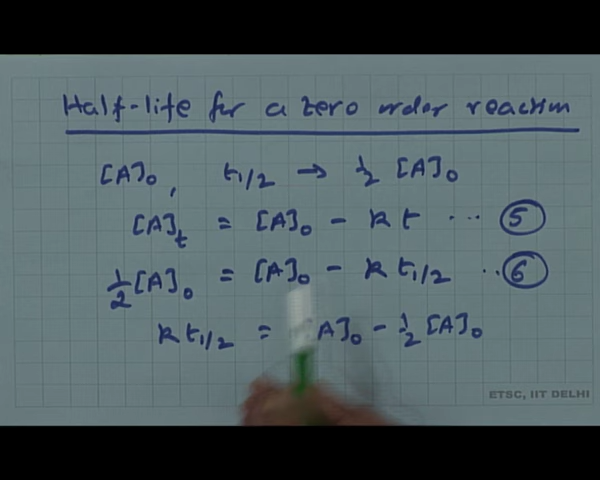 Half-life for a zero order reaction
[A]₀, t₁/₂ → ½ [A]₀
[A]ₜ = [A]₀ - kt ... ⑤
½[A]₀ = [A]₀ - kt₁/₂ .. ⑥
kt₁/₂ = A]₀ - ½ [A]₀
ETSC, IIT DELHI